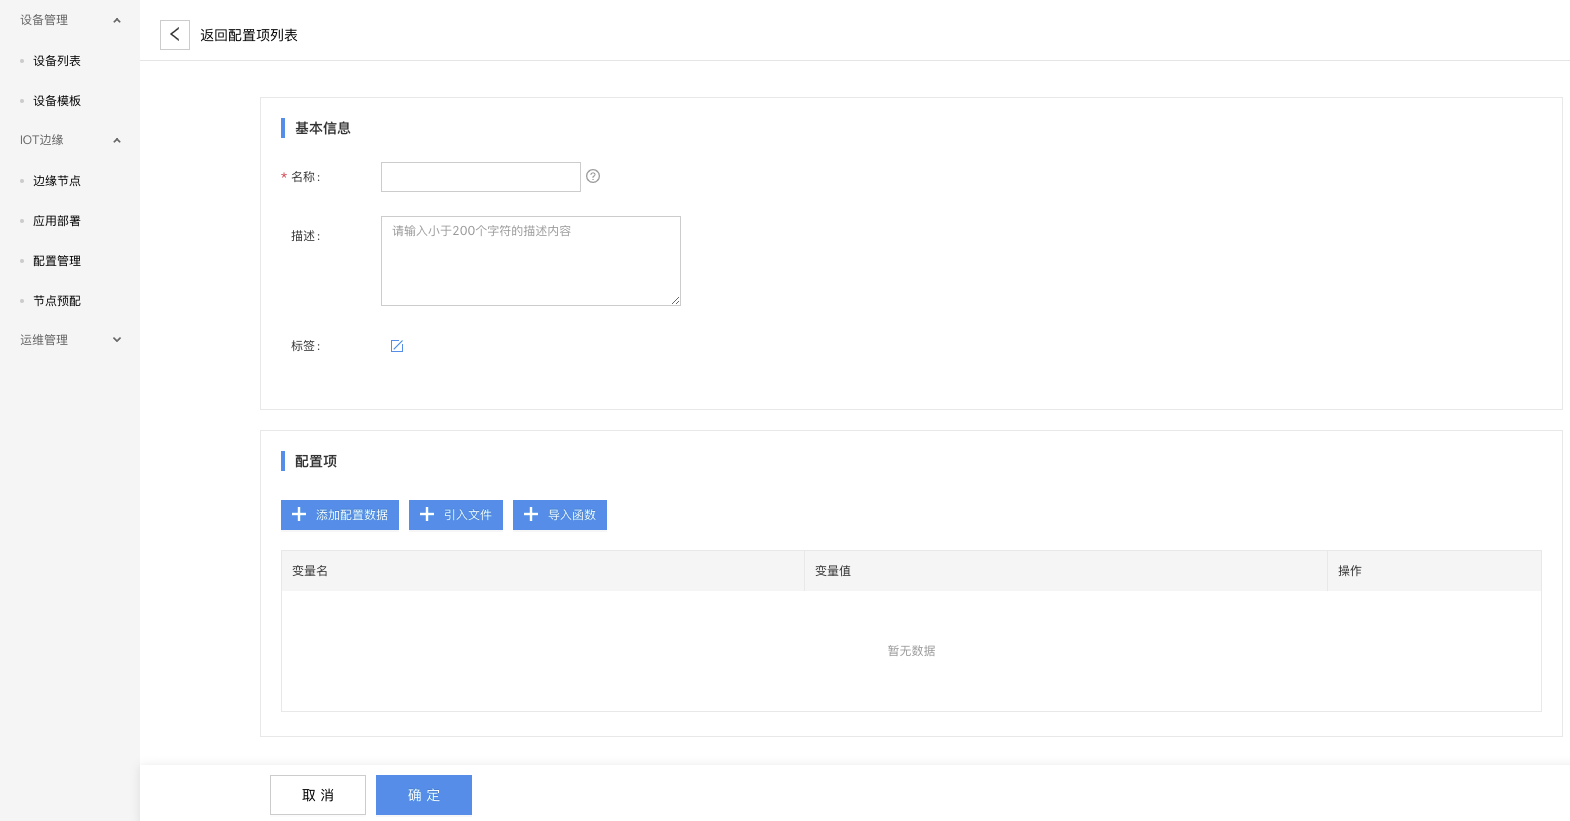 设备管理
设备列表
设备模板
IOT边缘
边缘节点
应用部署
配置管理
节点预配
运维管理
返回配置项列表
基本信息
* 名称 :
描述 :
请输入小于200个字符的描述内容
标签 :
配置项
添加配置数据 引入文件 导入函数
变量名 变量值 操作
暂无数据
取消 确定